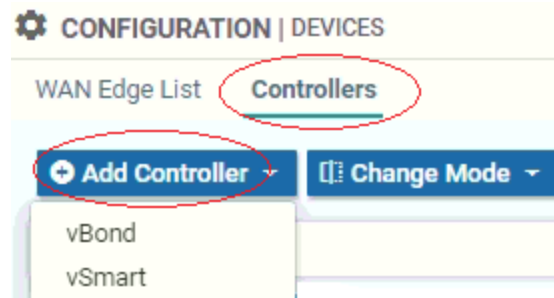 CONFIGURATION | DEVICES
WAN Edge List Controllers
Add Controller Change Mode
vBond
vSmart